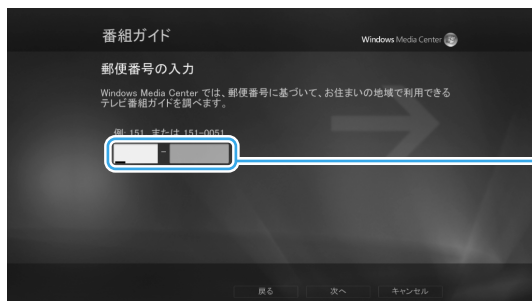 番組ガイド
Windows Media Center
郵便番号の入力
Windows Media Center では、郵便番号に基づいて、お住まいの地域で利用できる
テレビ番組ガイドを調べます。
例: 151 または 151-0051
-
戻る 次へ キャンセル